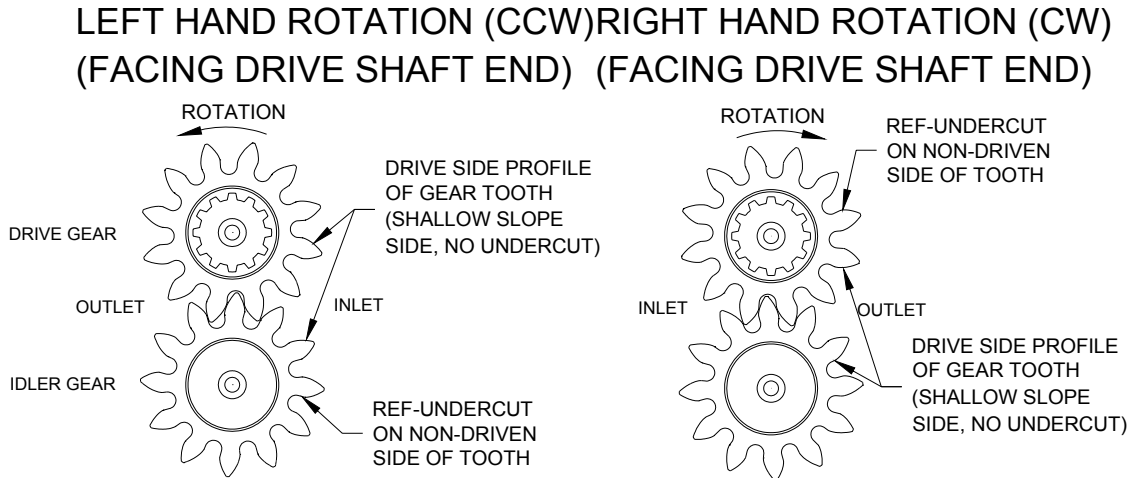 LEFT HAND ROTATION (CCW)
(FACING DRIVE SHAFT END)
ROTATION
DRIVE SIDE PROFILE
OF GEAR TOOTH
(SHALLOW SLOPE
SIDE, NO UNDERCUT)
DRIVE GEAR
OUTLET
INLET
IDLER GEAR
REF-UNDERCUT
ON NON-DRIVEN
SIDE OF TOOTH
RIGHT HAND ROTATION (CW)
(FACING DRIVE SHAFT END)
ROTATION
REF-UNDERCUT
ON NON-DRIVEN
SIDE OF TOOTH
INLET
OUTLET
DRIVE SIDE PROFILE
OF GEAR TOOTH
(SHALLOW SLOPE
SIDE, NO UNDERCUT)